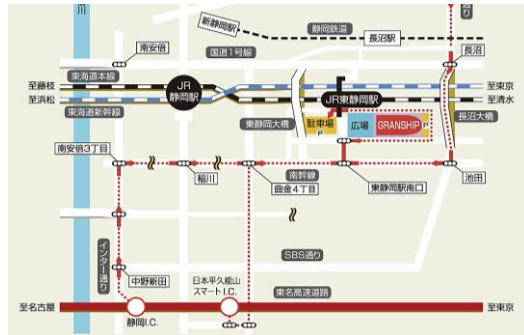 通り
新静岡駅
静岡鉄道
長沼駅
南安倍
国道1号線
長沼
至藤枝
東海道本線
JR
静岡駅
JR東静岡駅
至東京
至浜松
東海道新幹線
至清水
東静岡大橋
駐車場
P
広場
GRANSHIP
P
長沼大橋
南安倍3丁目
稲川
南幹線
曲金4丁目
東静岡駅南口
池田
インター通り
SBS通り
中野新田
日本平久能山
スマートI.C.
東名高速道路
至名古屋
至東京
静岡I.C.